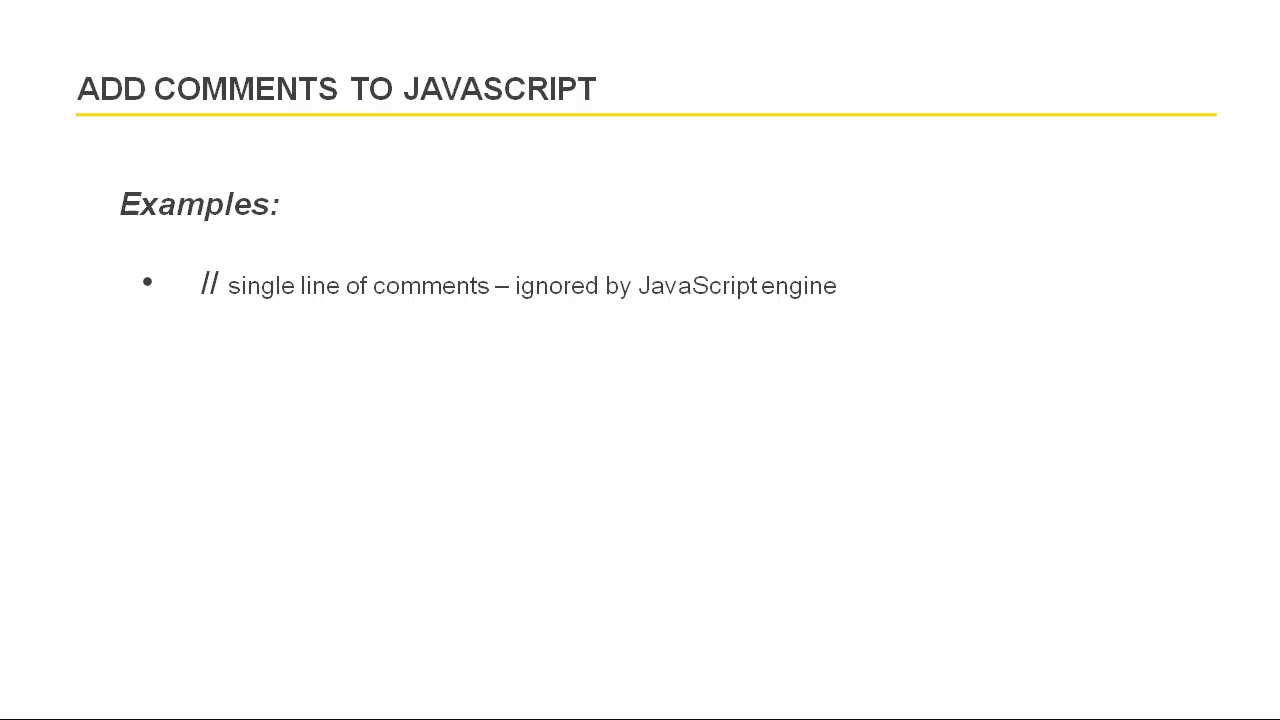 ADD COMMENTS TO JAVASCRIPT
Examples:
• // single line of comments – ignored by JavaScript engine